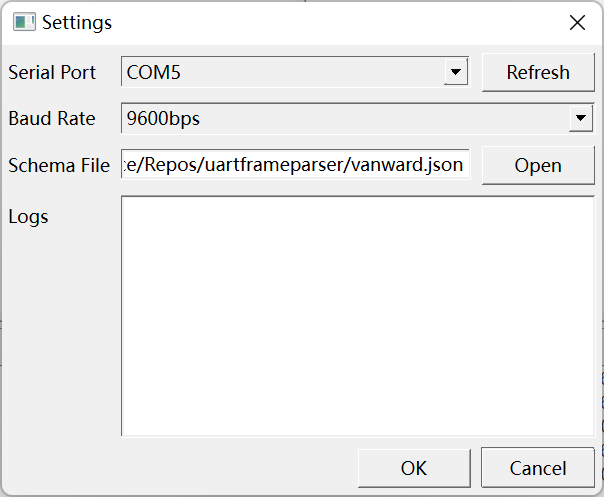 Settings
Serial Port COM5 Refresh
Baud Rate 9600bps
Schema File :e/Repos/uartframeparser/vanward.json Open
Logs
OK Cancel